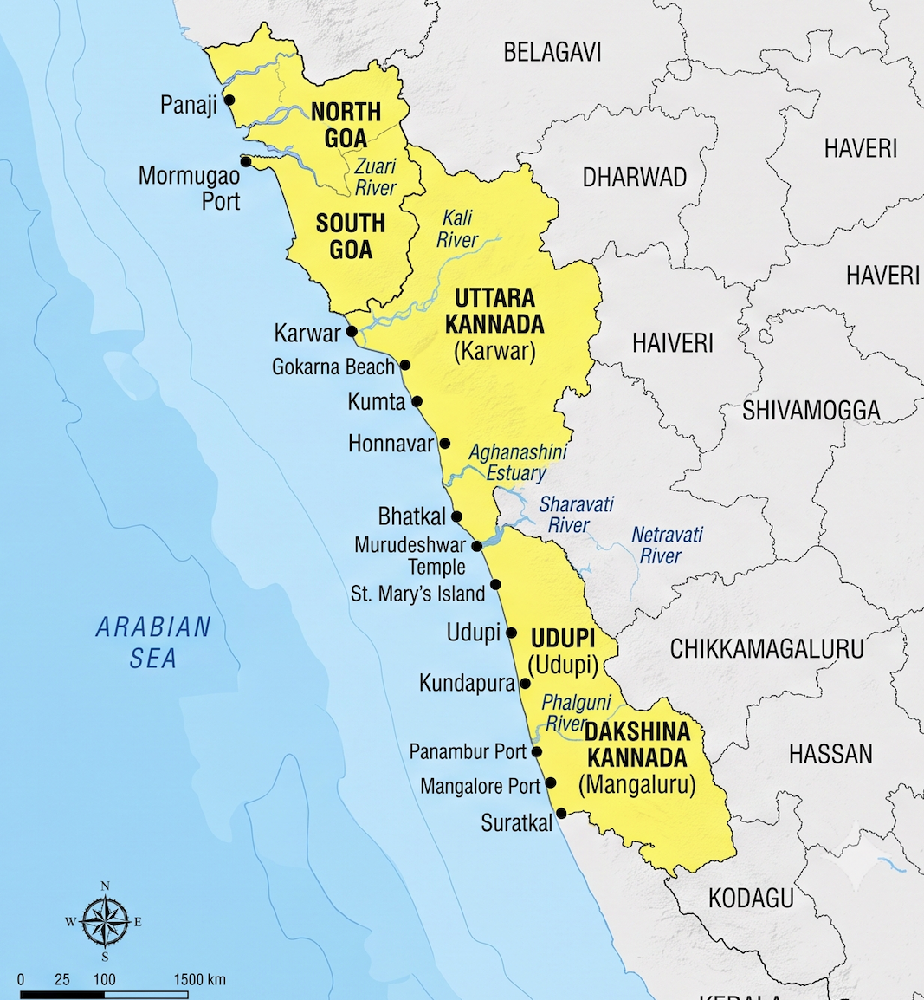 BELAGAVI
Panaji
NORTH
GOA
HAVERI
DHARWAD
Mormugao
Port
Zuari
River
SOUTH
GOA
Kali
River
HAVERI
UTTARA
KANNADA
(Karwar)
Karwar
HAIVERI
Gokarna Beach
Kumta
SHIVAMOGGA
Honnavar
Aghanashini
Estuary
Bhatkal
Sharavati
River
Netravati
River
Murudeshwar
Temple
St. Mary's Island
ARABIAN
SEA
Udupi
UDUPI
(Udupi)
CHIKKAMAGALURU
Kundapura
Phalguni
River
DAKSHINA
KANNADA
(Mangaluru)
Panambur Port
HASSAN
Mangalore Port
Suratkal
KODAGU
N
W E
S
0 25 100 1500 km
KERALA